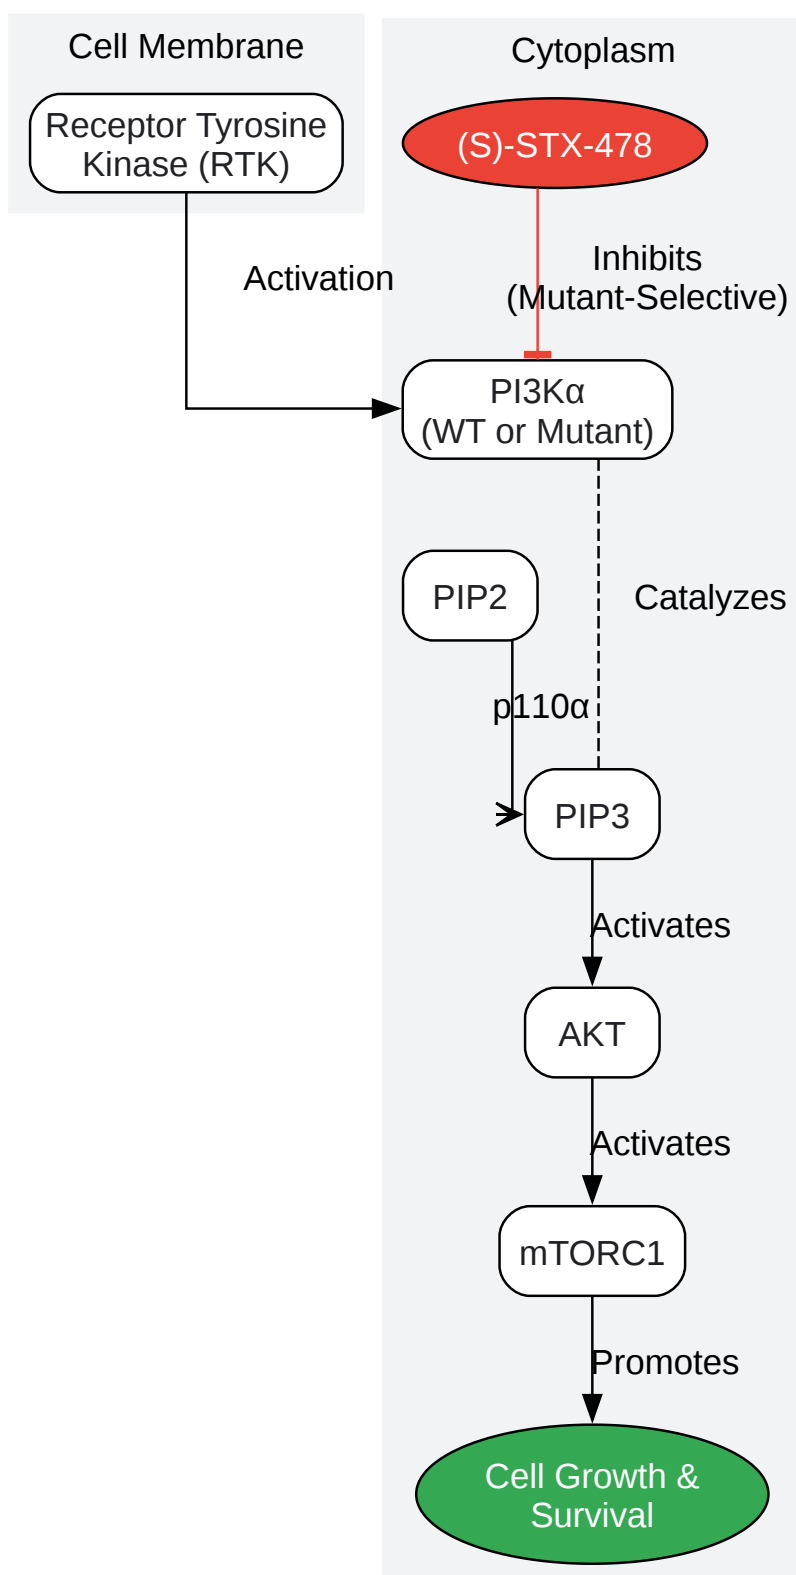 Cell Membrane
Receptor Tyrosine
Kinase (RTK)
Activation
Cytoplasm
(S)-STX-478
Inhibits
(Mutant-Selective)
PI3Kα
(WT or Mutant)
PIP2
Catalyzes
p110α
PIP3
Activates
AKT
Activates
mTORC1
Promotes
Cell Growth &
Survival